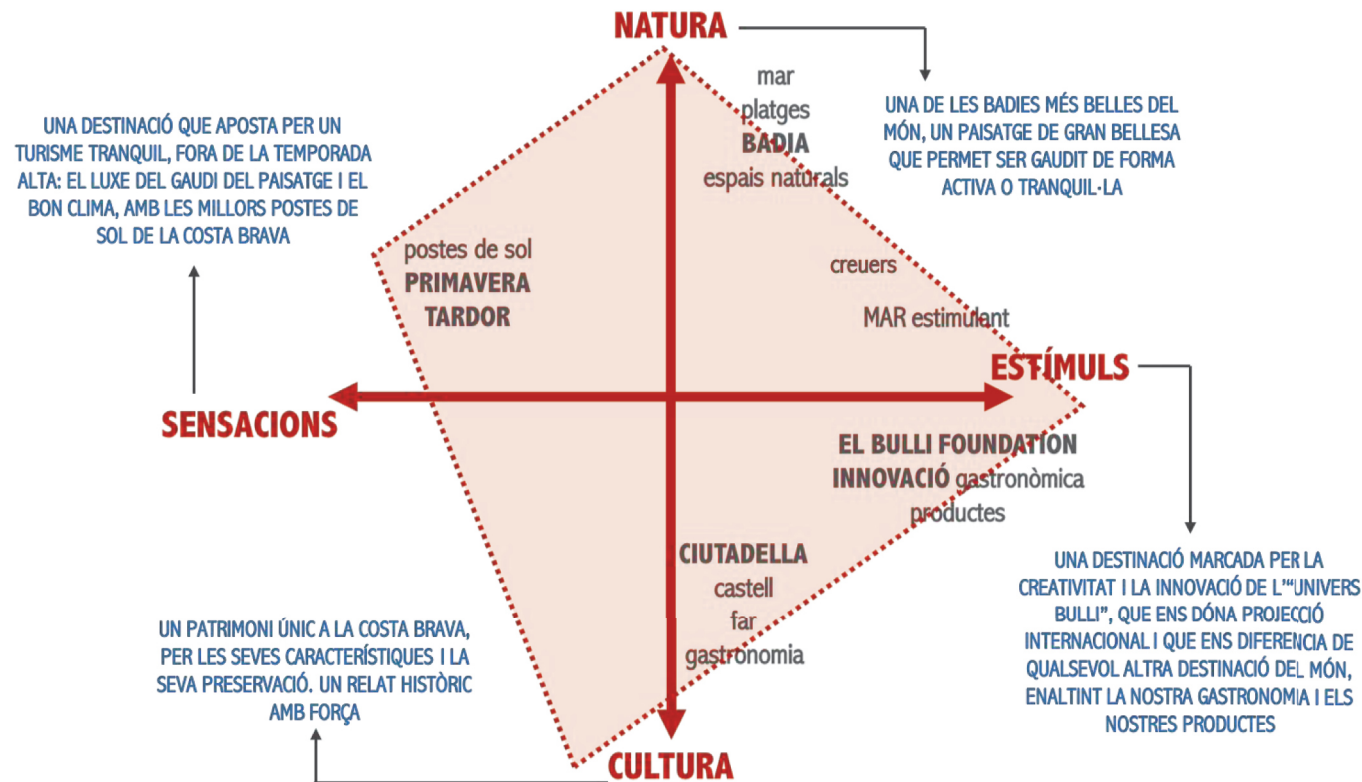 NATURA
mar
platges
BADIA
espais naturals
UNA DE LES BADIES MÉS BELLES DEL
MÓN, UN PAISATGE DE GRAN BELLESA
QUE PERMET SER GAUDIT DE FORMA
ACTIVA O TRANQUIL·LA
UNA DESTINACIÓ QUE APOSTA PER UN
TURISME TRANQUIL, FORA DE LA TEMPORADA
ALTA: EL LUXE DEL GAUDI DEL PAISATGE I EL
BON CLIMA, AMB LES MILLORS POSTES DE
SOL DE LA COSTA BRAVA
postes de sol
PRIMAVERA
TARDOR
creuers
MAR estimulant
ESTÍMULS
SENSACIONS
EL BULLI FOUNDATION
INNOVACIÓ gastronòmica
productes
CIUTADELLA
castell
far
gastronomia
UNA DESTINACIÓ MARCADA PER LA
CREATIVITAT I LA INNOVACIÓ DE L'“UNIVERS
BULLI”, QUE ENS DÓNA PROJECCIÓ
INTERNACIONAL I QUE ENS DIFERENCIA DE
QUALSEVOL ALTRA DESTINACIÓ DEL MÓN,
ENALTINT LA NOSTRA GASTRONOMIA I ELS
NOSTRES PRODUCTES
UN PATRIMONI ÚNIC A LA COSTA BRAVA,
PER LES SEVES CARACTERÍSTIQUES I LA
SEVA PRESERVACIÓ. UN RELAT HISTÒRIC
AMB FORÇA
CULTURA